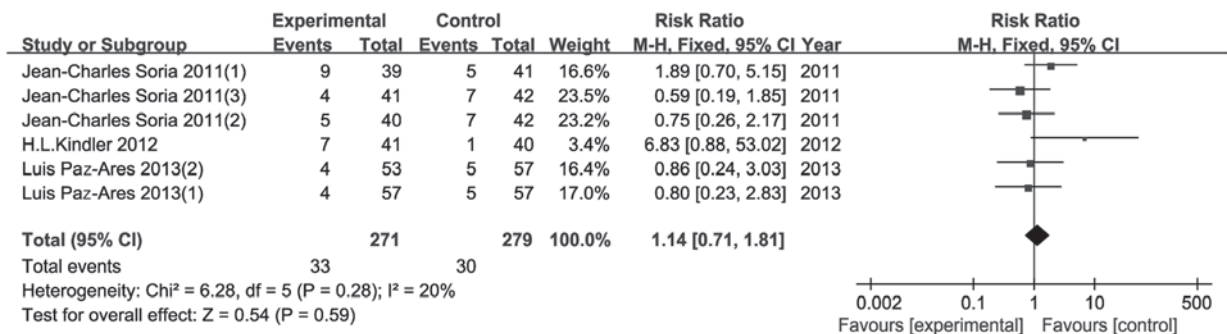 Experimental Control Risk Ratio Risk Ratio
Study or Subgroup Events Total Events Total Weight M-H, Fixed, 95% CI Year M-H, Fixed, 95% CI
Jean-Charles Soria 2011(1) 9 39 5 41 16.6% 1.89 [0.70, 5.15] 2011
Jean-Charles Soria 2011(3) 4 41 7 42 23.5% 0.59 [0.19, 1.85] 2011
Jean-Charles Soria 2011(2) 5 40 7 42 23.2% 0.75 [0.26, 2.17] 2011
H.L.Kindler 2012 7 41 1 40 3.4% 6.83 [0.88, 53.02] 2012
Luis Paz-Ares 2013(2) 4 53 5 57 16.4% 0.86 [0.24, 3.03] 2013
Luis Paz-Ares 2013(1) 4 57 5 57 17.0% 0.80 [0.23, 2.83] 2013
Total (95% CI) 271 279 100.0% 1.14 [0.71, 1.81]
Total events 33 30
Heterogeneity: Chi² = 6.28, df = 5 (P = 0.28); I² = 20%
Test for overall effect: Z = 0.54 (P = 0.59)
0.002 0.1 1 10 500
Favours [experimental] Favours [control]